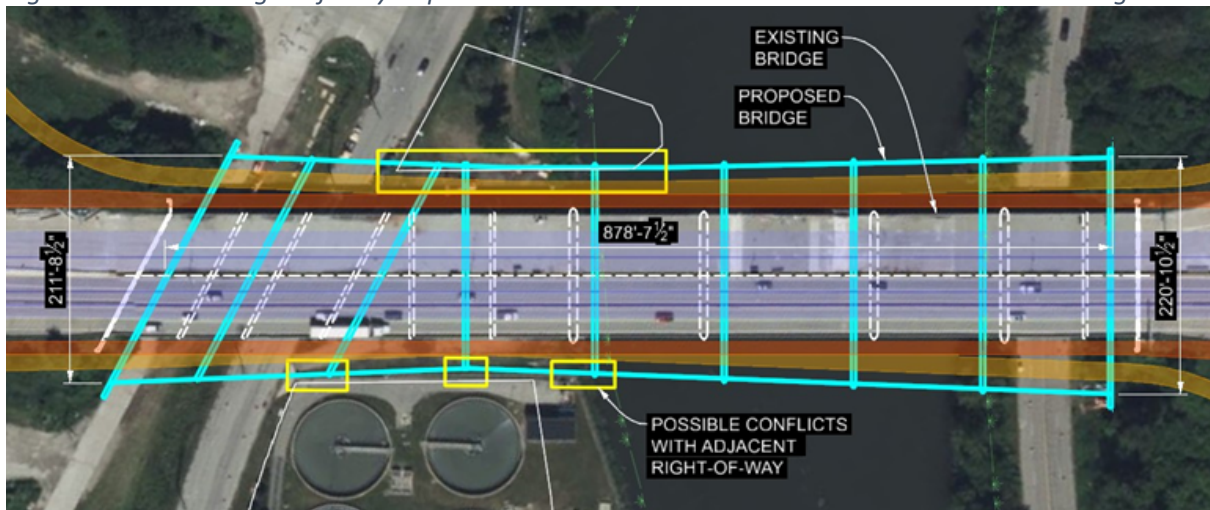 EXISTING
BRIDGE
PROPOSED
BRIDGE
878'-7½"
211'-8½"
220'-10½"
POSSIBLE CONFLICTS
WITH ADJACENT
RIGHT-OF-WAY